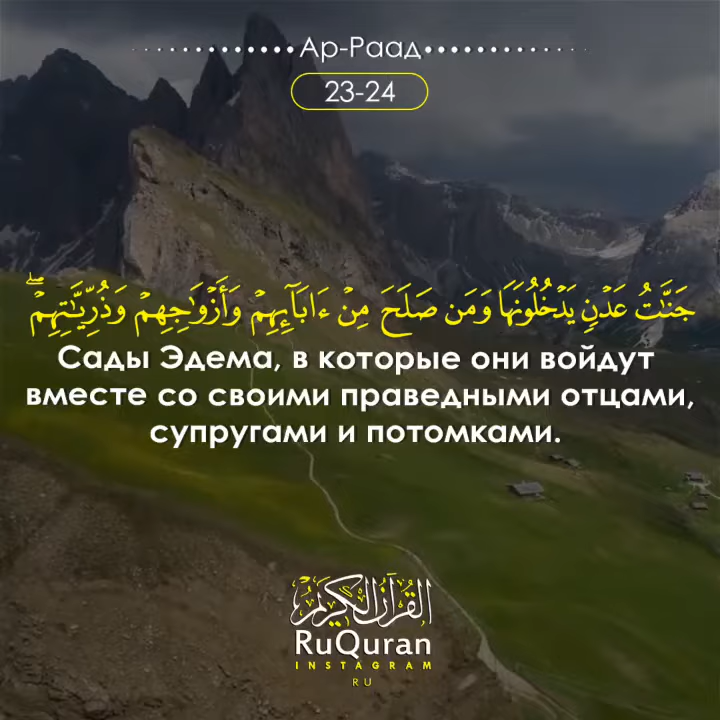 Ар-Раад
23-24
جَنَّٰتُ عَدۡنٖ يَدۡخُلُونَهَا وَمَن صَلَحَ مِنۡ ءَابَآئِهِمۡ وَأَزۡوَٰجِهِمۡ وَذُرِّيَّٰتِهِمۡۖ
Сады Эдема, в которые они войдут
вместе со своими праведными отцами,
супругами и потомками.
القرآن الكريم
RuQuran
INSTAGRAM
RU